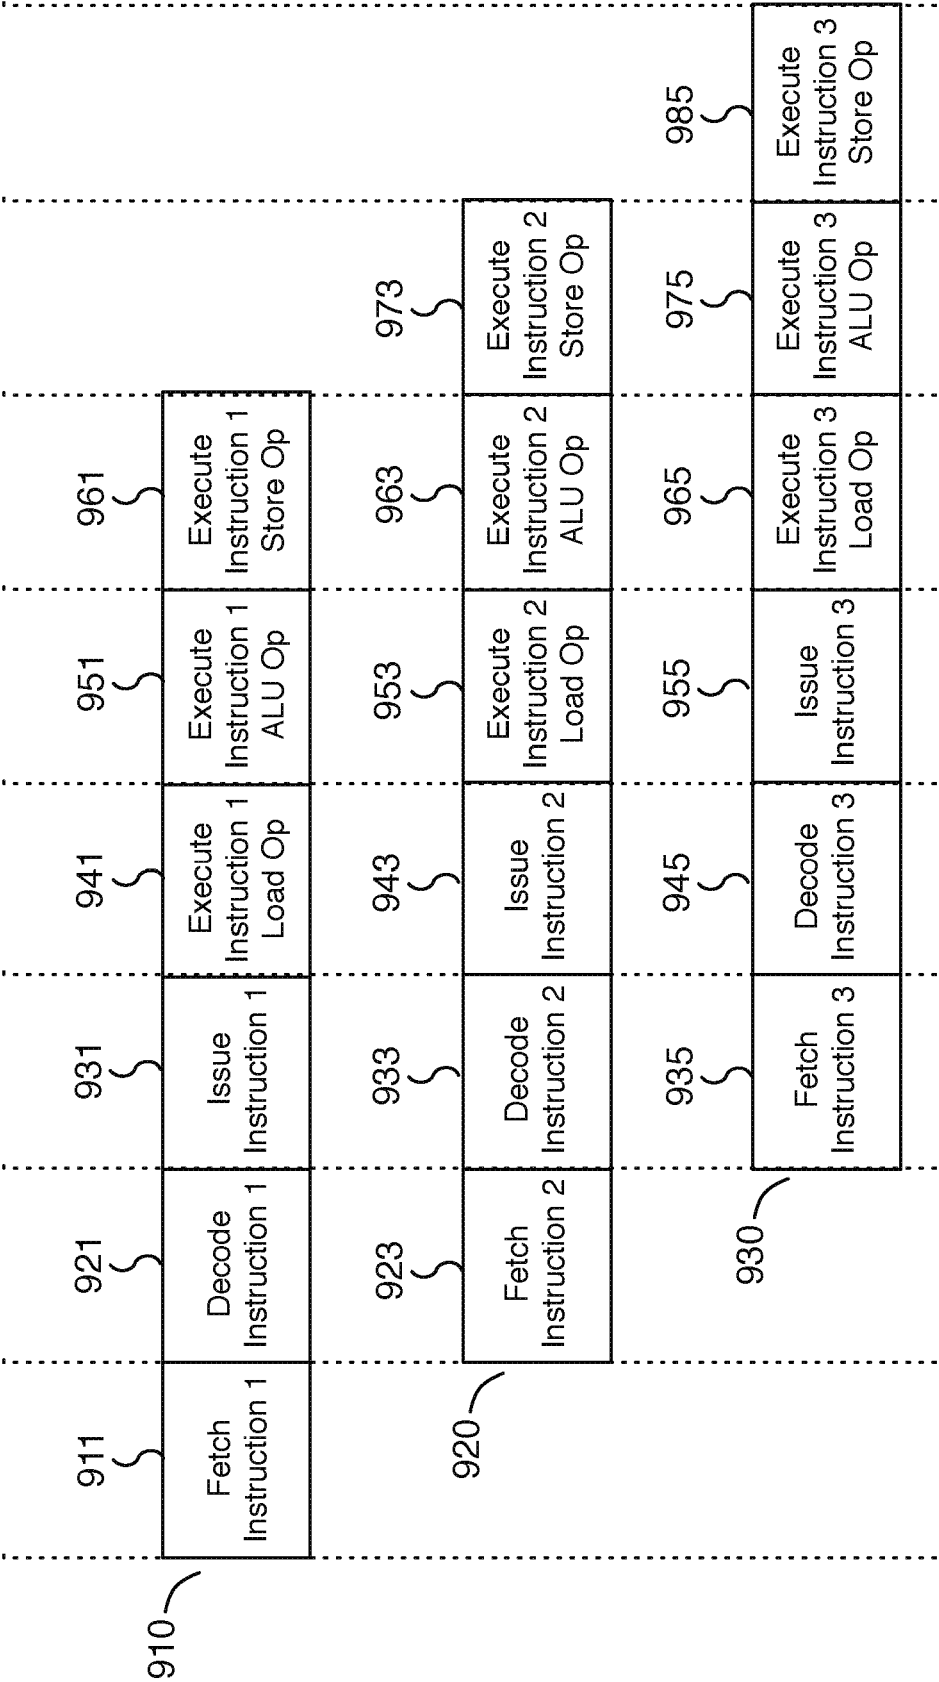 911
921
931
941
951
961
Fetch
Instruction 1
Decode
Instruction 1
Issue
Instruction 1
Execute
Instruction 1
Load Op
Execute
Instruction 1
ALU Op
Execute
Instruction 1
Store Op
910
923
933
943
953
963
973
Fetch
Instruction 2
Decode
Instruction 2
Issue
Instruction 2
Execute
Instruction 2
Load Op
Execute
Instruction 2
ALU Op
Execute
Instruction 2
Store Op
920
935
945
955
965
975
985
Fetch
Instruction 3
Decode
Instruction 3
Issue
Instruction 3
Execute
Instruction 3
Load Op
Execute
Instruction 3
ALU Op
Execute
Instruction 3
Store Op
930